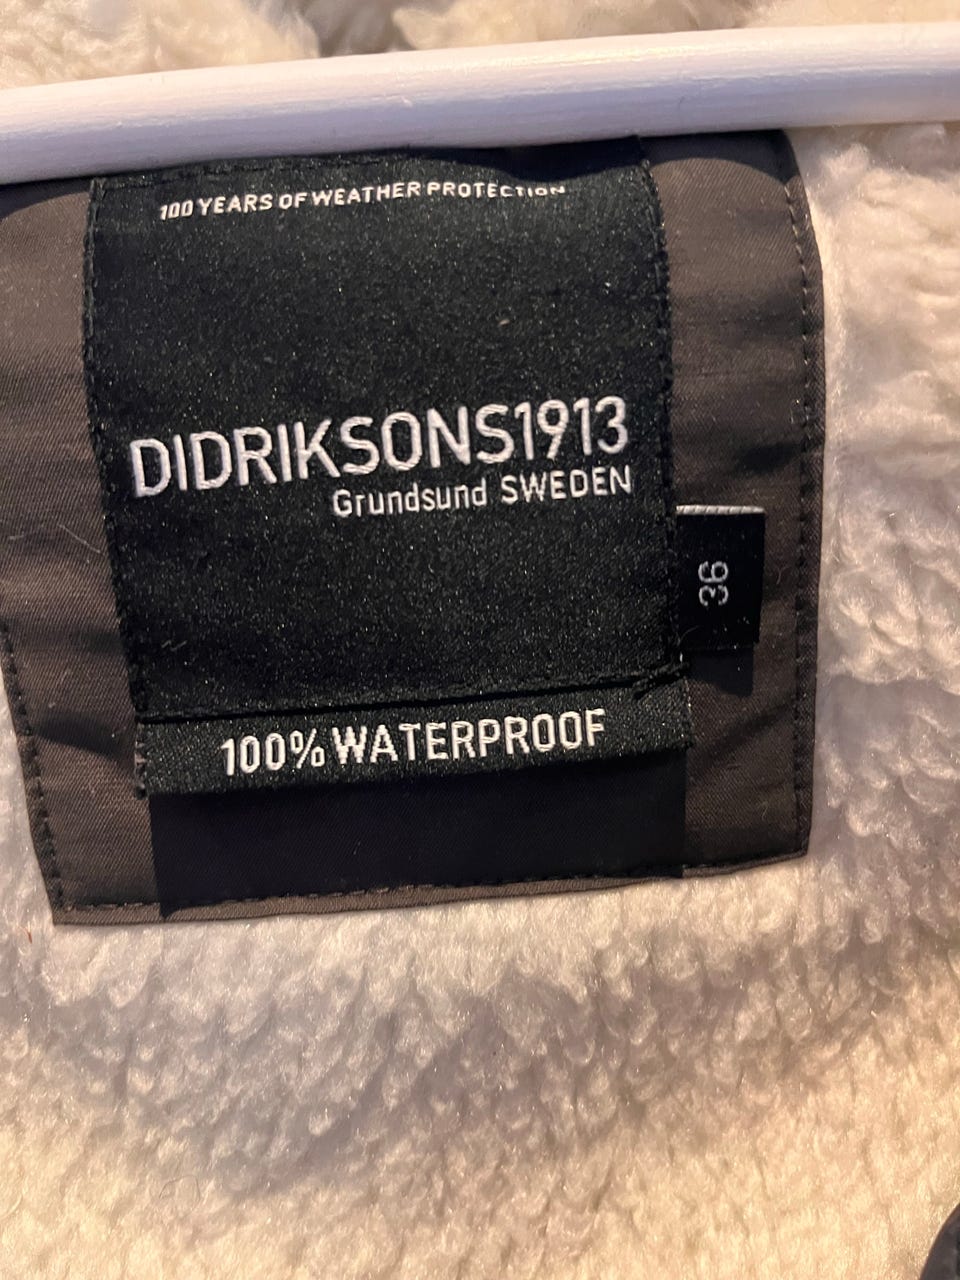 100 YEARS OF WEATHER PROTECTION
DIDRIKSONS1913
Grundsund SWEDEN
36
100% WATERPROOF